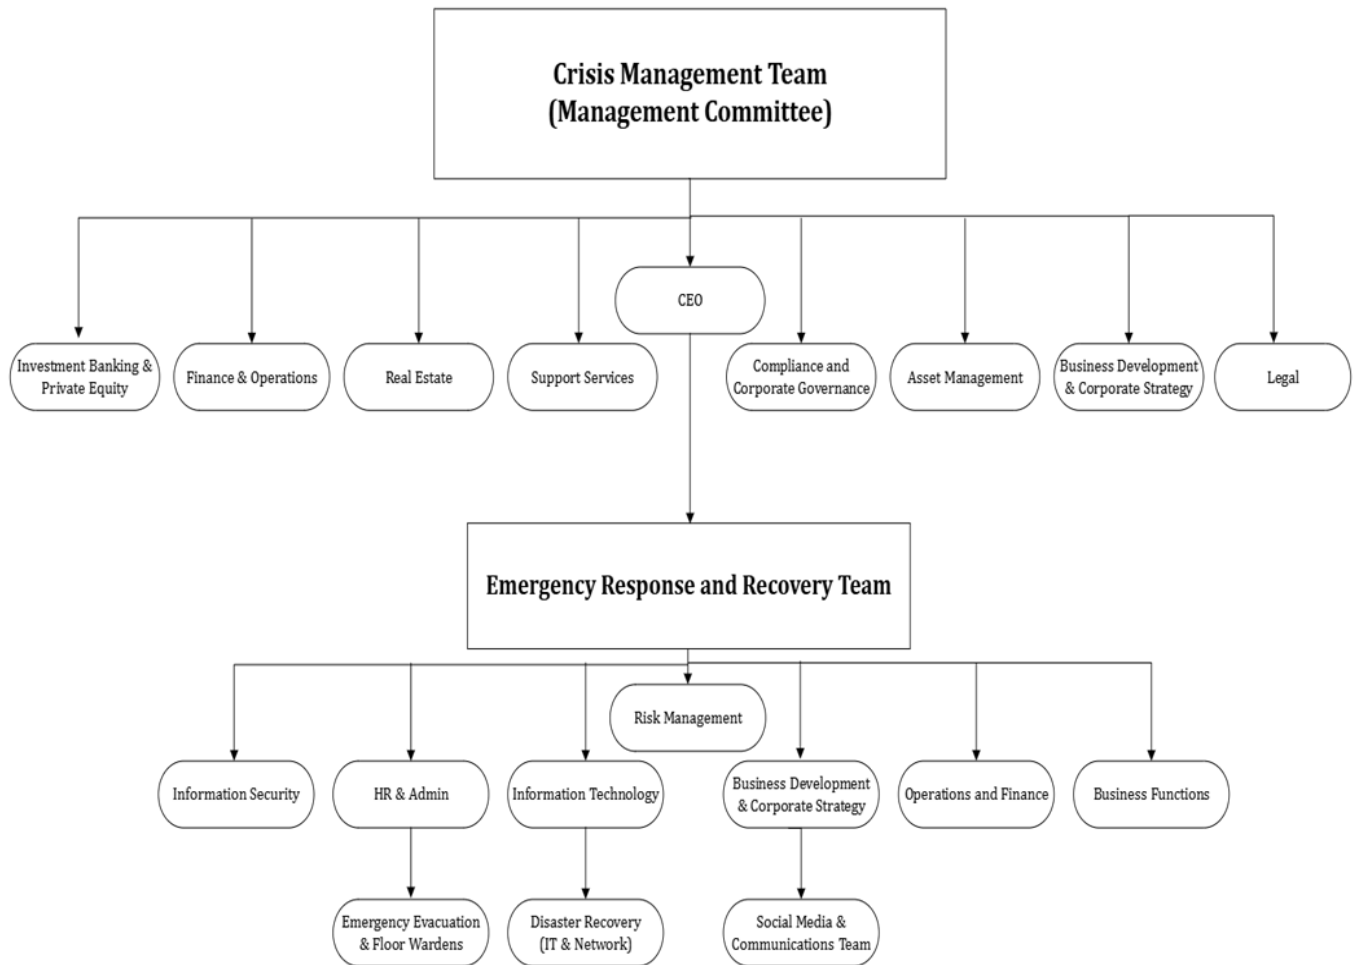 Crisis Management Team
(Management Committee)
CEO
Investment Banking &
Private Equity
Finance & Operations
Real Estate
Support Services
Compliance and
Corporate Governance
Asset Management
Business Development
& Corporate Strategy
Legal
Emergency Response and Recovery Team
Risk Management
Information Security
HR & Admin
Information Technology
Business Development
& Corporate Strategy
Operations and Finance
Business Functions
Emergency Evacuation
& Floor Wardens
Disaster Recovery
(IT & Network)
Social Media &
Communications Team